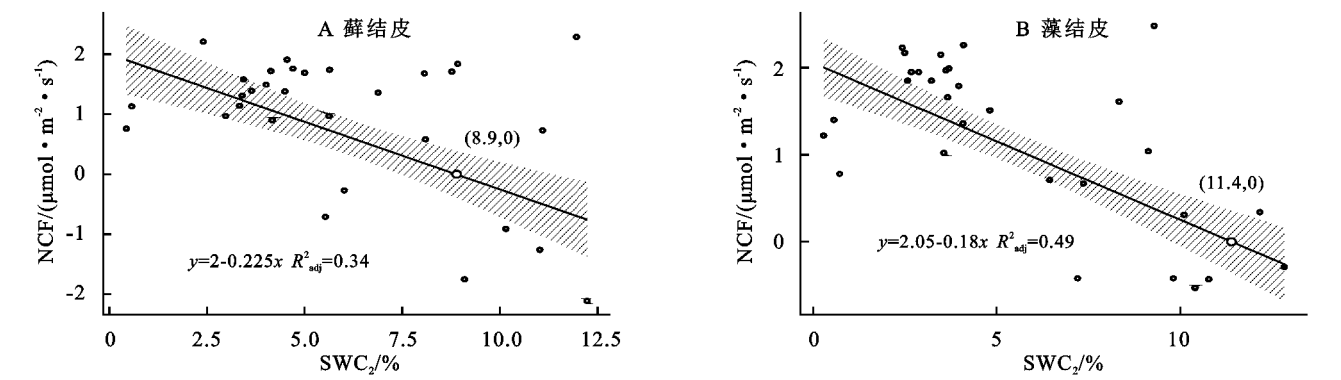 A 藓结皮
NCF/(μmol·m⁻²·s⁻¹)
2
1
0
-1
-2
(8.9,0)
y=2-0.225x R²adj=0.34
0 2.5 5.0 7.5 10.0 12.5
SWC₂/%
B 藻结皮
NCF/(μmol·m⁻²·s⁻¹)
2
1
0
(11.4,0)
y=2.05-0.18x R²adj=0.49
0 5 10
SWC₂/%